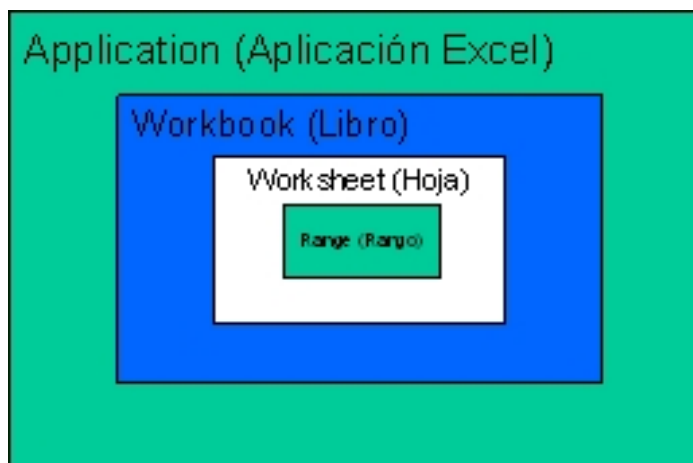 Application (Aplicación Excel)
Workbook (Libro)
Worksheet (Hoja)
Range (Rango)